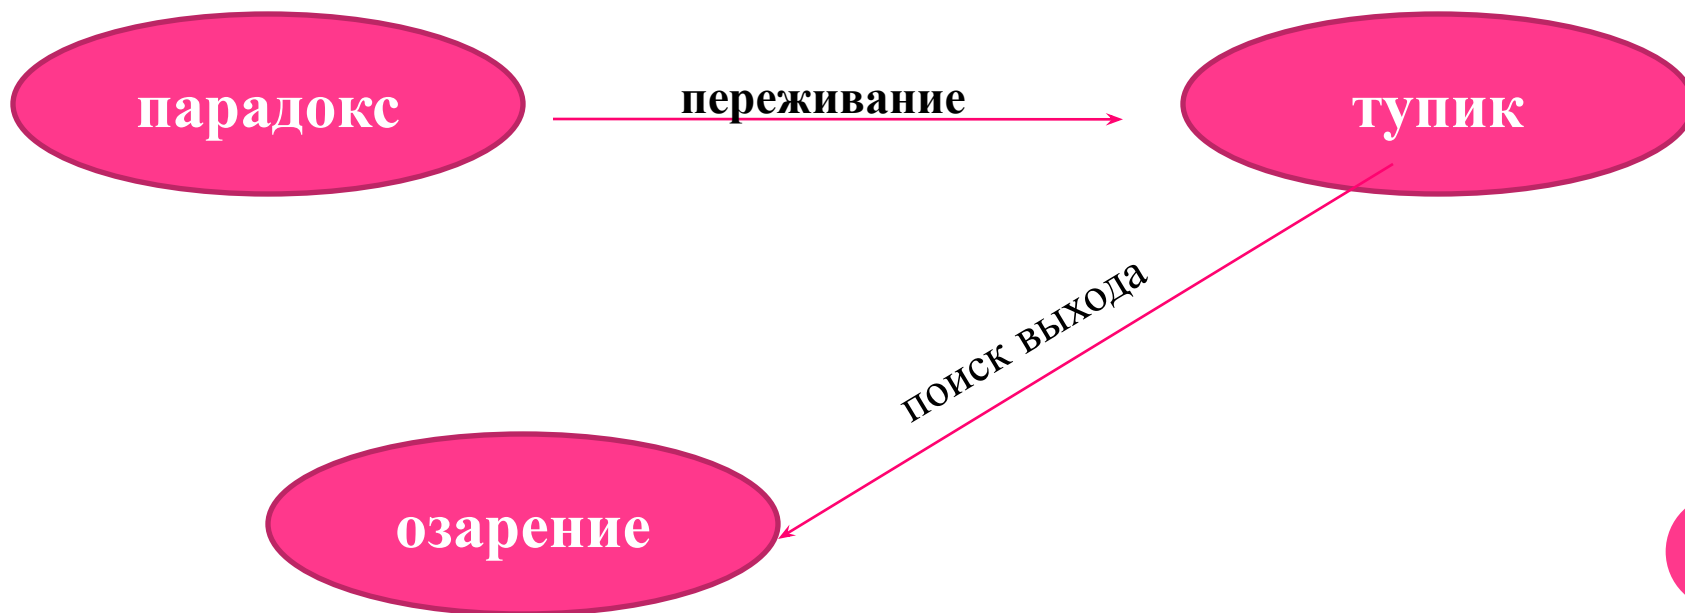 парадокс
переживание
тупик
поиск выхода
озарение